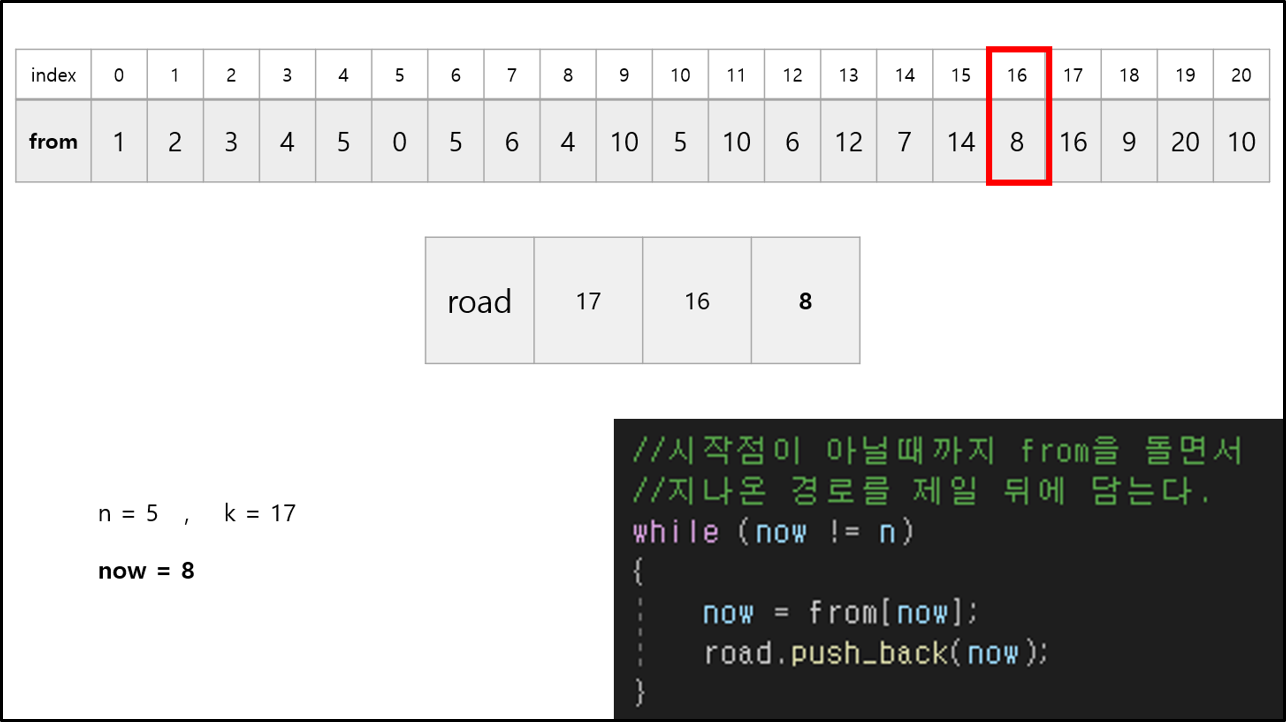 index 0 1 2 3 4 5 6 7 8 9 10 11 12 13 14 15 16 17 18 19 20
from 1 2 3 4 5 0 5 6 4 10 5 10 6 12 7 14 8 16 9 20 10
road 17 16 8
n = 5 , k = 17
now = 8
//시작점이 아닐때까지 from을 돌면서
//지나온 경로를 제일 뒤에 담는다.
while (now != n)
{
now = from[now];
road.push_back(now);
}